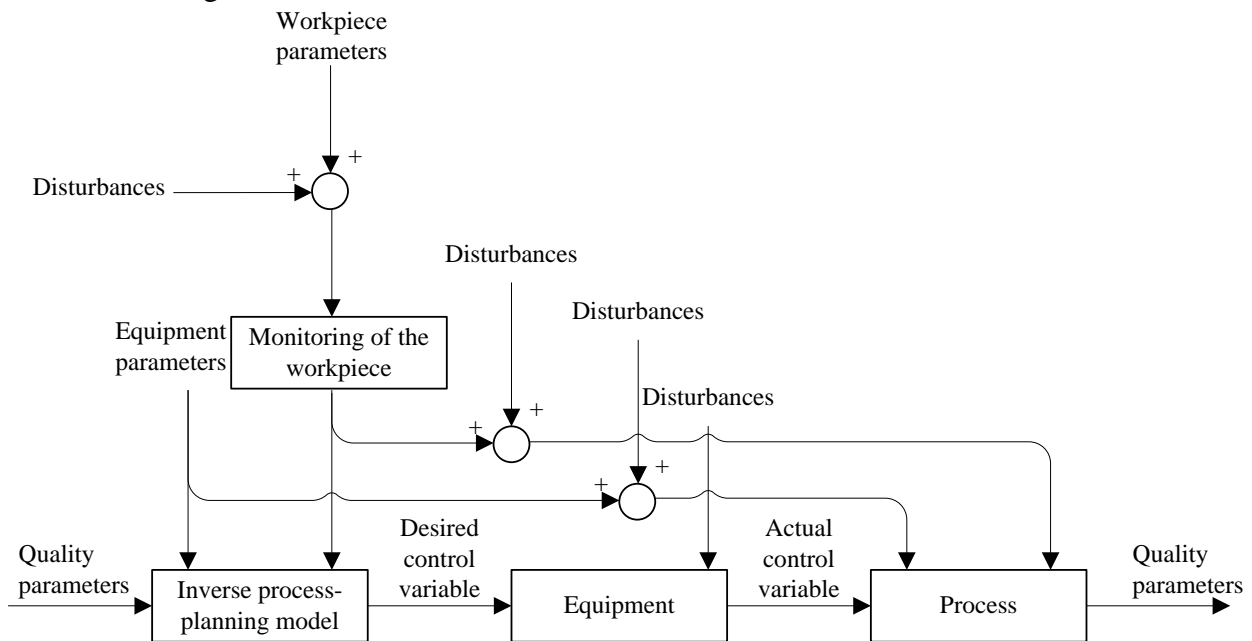 Workpiece
parameters
+
+
Disturbances
Disturbances
Disturbances
Equipment
parameters
Monitoring of the
workpiece
Disturbances
+
+
+
+
Quality
parameters
Desired
control
variable
Actual
control
variable
Quality
parameters
Inverse process-
planning model
Equipment
Process